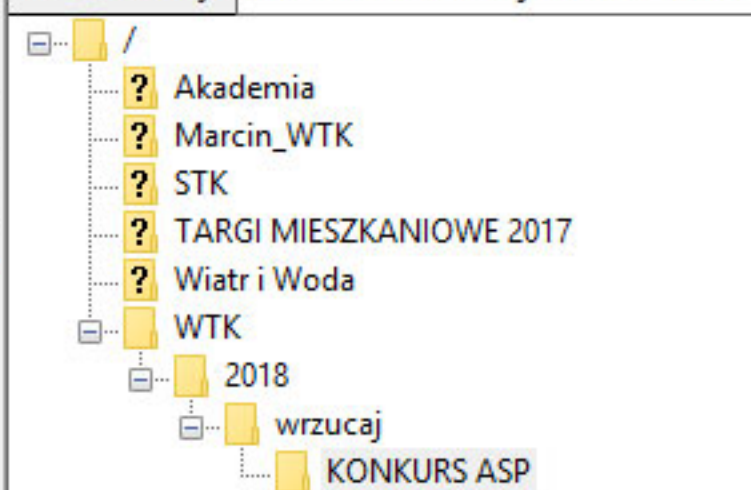 /
Akademia
Marcin_WTK
STK
TARGI MIESZKANIOWE 2017
Wiatr i Woda
WTK
2018
wrzucaj
KONKURS ASP